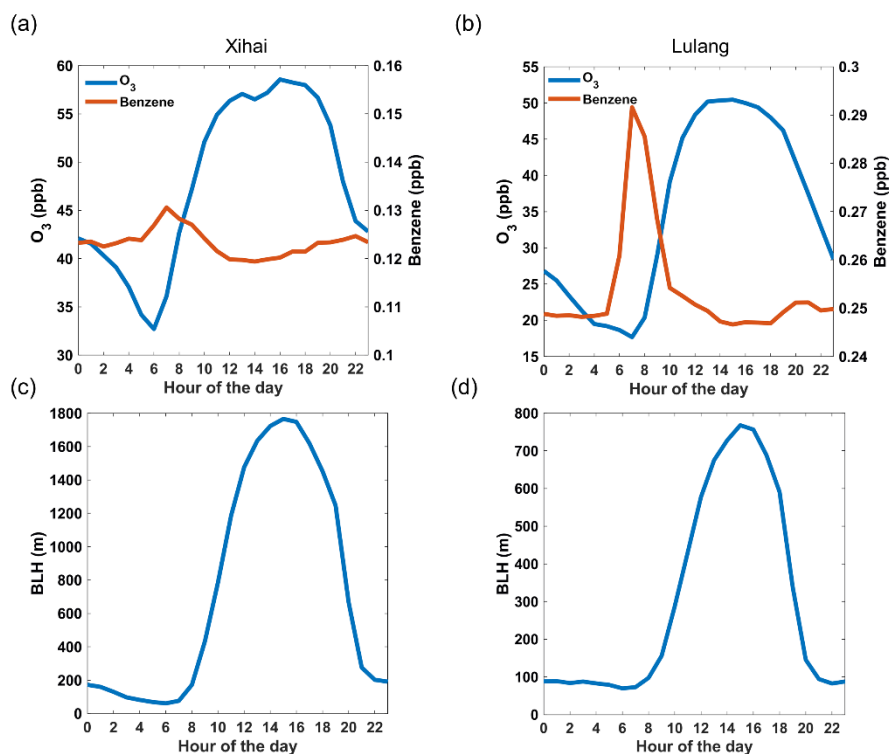 (a)
Xihai
60
55
50
45
40
35
30
O3 (ppb)
O3
Benzene
0.16
0.15
0.14
0.13
0.12
0.11
0.1
Benzene (ppb)
0 2 4 6 8 10 12 14 16 18 20 22
Hour of the day
(b)
Lulang
55
50
45
40
35
30
25
20
15
O3 (ppb)
O3
Benzene
0.3
0.29
0.28
0.27
0.26
0.25
0.24
Benzene (ppb)
0 2 4 6 8 10 12 14 16 18 20 22
Hour of the day
(c)
1800
1600
1400
1200
1000
800
600
400
200
0
BLH (m)
0 2 4 6 8 10 12 14 16 18 20 22
Hour of the day
(d)
800
700
600
500
400
300
200
100
0
BLH (m)
0 2 4 6 8 10 12 14 16 18 20 22
Hour of the day